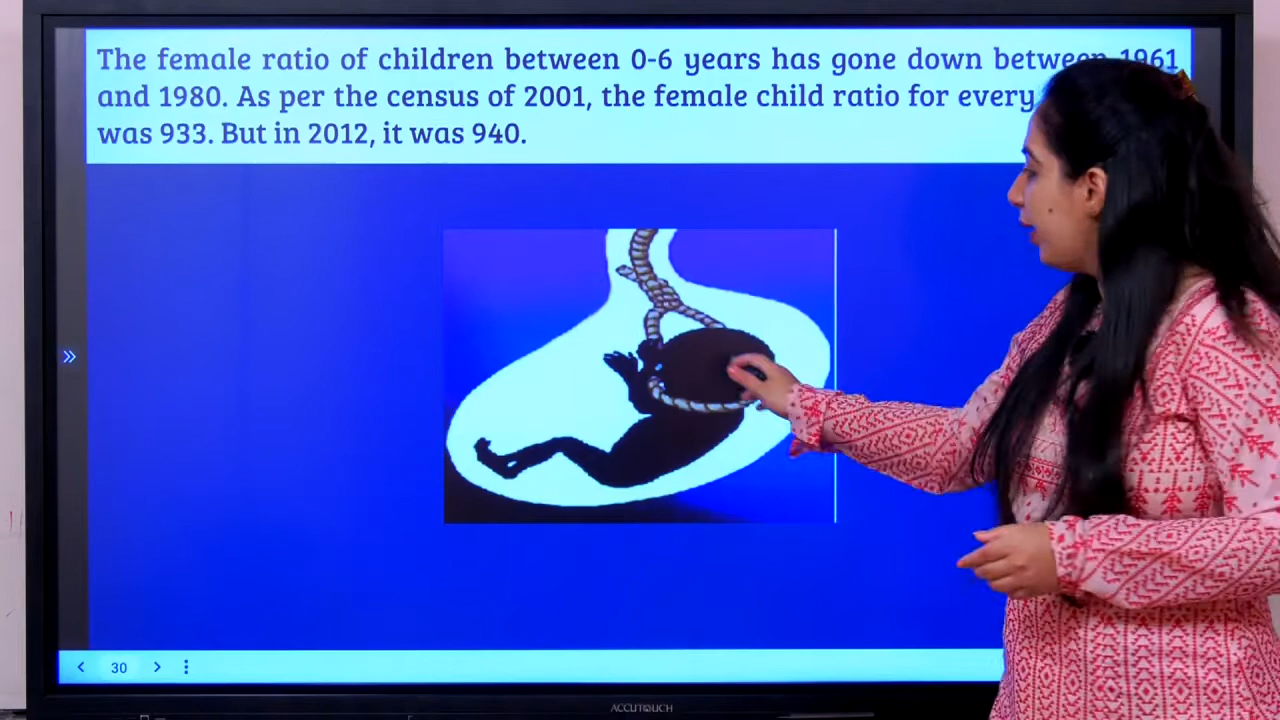 The female ratio of children between 0-6 years has gone down between 1961
and 1980. As per the census of 2001, the female child ratio for every
was 933. But in 2012, it was 940.
30
ACCUTOUCH